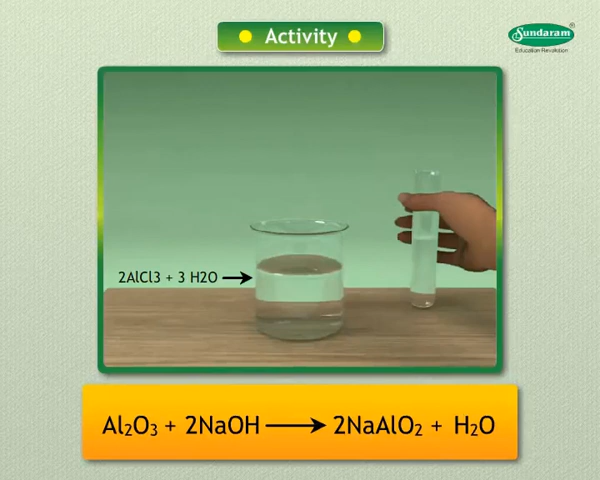 Activity
Sundaram®
Education Revolution
2AlCl3 + 3 H2O →
Al₂O₃ + 2NaOH → 2NaAlO₂ + H₂O